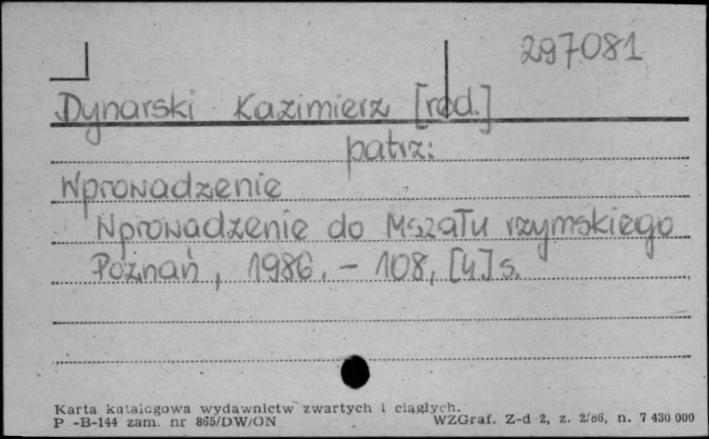 297081
Dynarski Kazimierz [red.]
patrz:
Wprowadzenie
Wprowadzenie do Mszału rzymskiego
Poznań, 1986. – 108, [4] s.
Karta katalogowa wydawnictw zwartych i ciągłych.
P -B-144 zam. nr 865/DW/ON WZGraf. Z-d 2, z. 2/86, n. 7 430 000